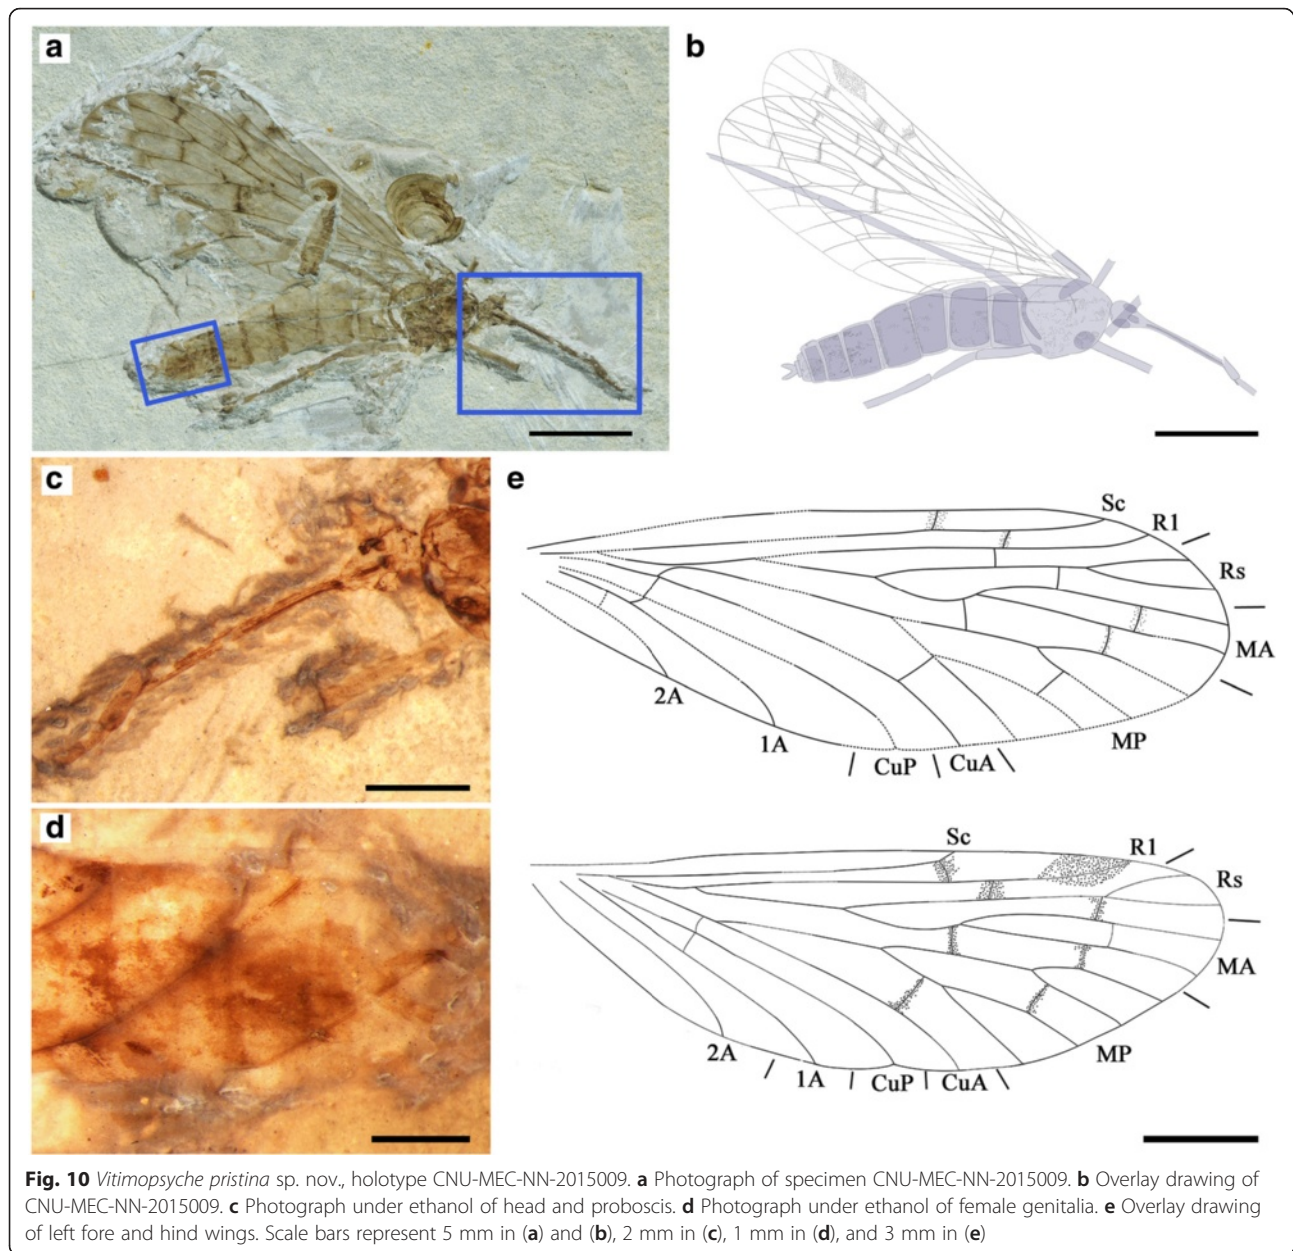 a
b
c
d
e
Sc
R1
Rs
MA
MP
CuA
CuP
1A
2A
Sc
R1
Rs
MA
MP
CuA
CuP
1A
2A
Fig. 10 Vitimopsyche pristina sp. nov., holotype CNU-MEC-NN-2015009. a Photograph of specimen CNU-MEC-NN-2015009. b Overlay drawing of
CNU-MEC-NN-2015009. c Photograph under ethanol of head and proboscis. d Photograph under ethanol of female genitalia. e Overlay drawing
of left fore and hind wings. Scale bars represent 5 mm in (a) and (b), 2 mm in (c), 1 mm in (d), and 3 mm in (e)